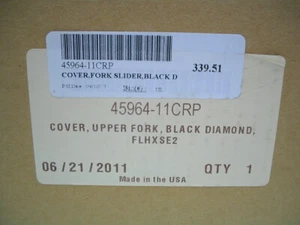 45964-11CRP 339.51
COVER,FORK SLIDER,BLACK D
45964-11CRP
COVER, UPPER FORK, BLACK DIAMOND,
FLHXSE2
06/21/2011 QTY 1
Made in the USA